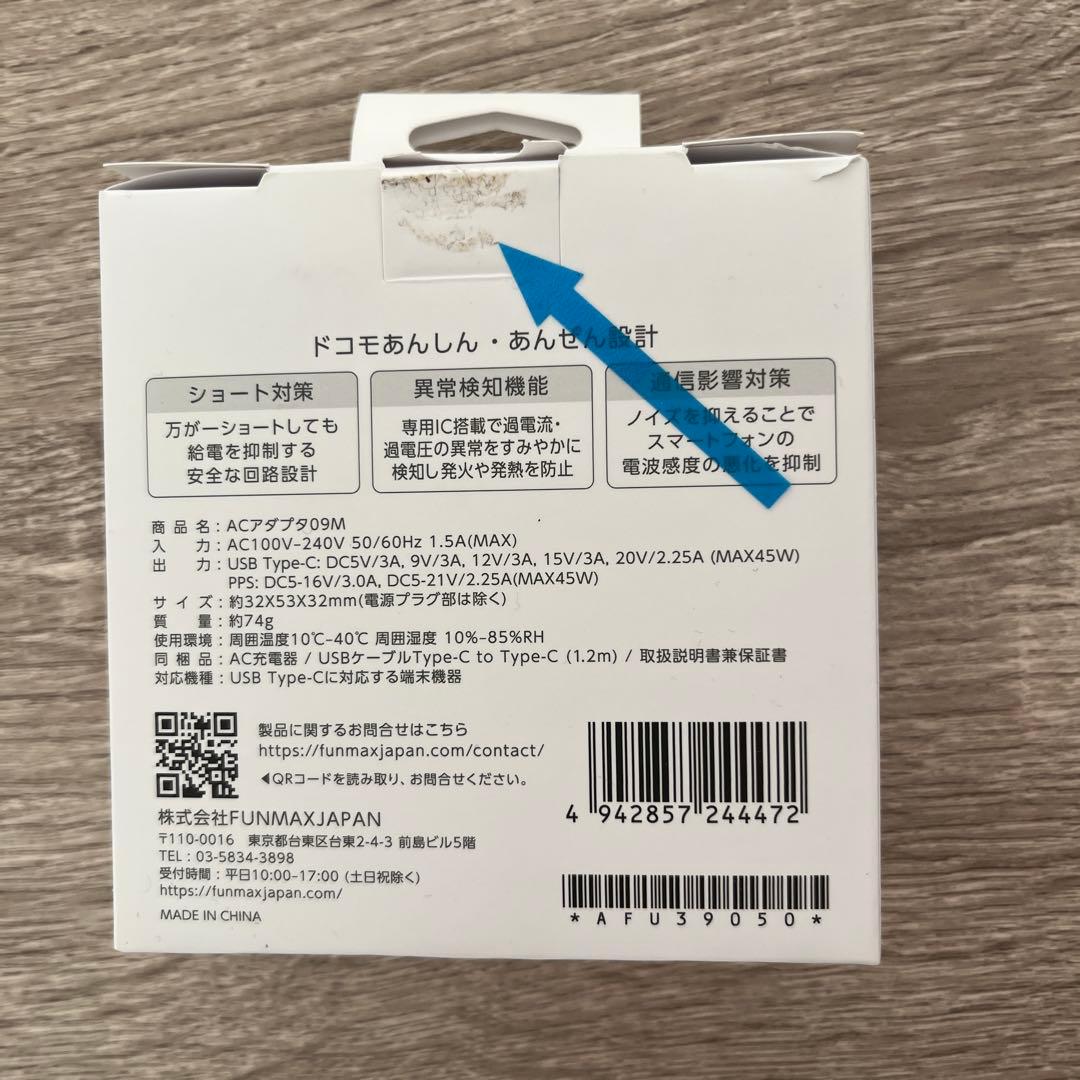 ドコモあんしん・あんぜん設計
ショート対策
万が一ショートしても
給電を抑制する
安全な回路設計
異常検知機能
専用IC搭載で過電流・
過電圧の異常をすみやかに
検知し発火や発熱を防止
通信影響対策
ノイズを抑えることで
スマートフォンの
電波感度の悪化を抑制
商品名：ACアダプタ09M
入力：AC100V-240V 50/60Hz 1.5A(MAX)
出力：USB Type-C: DC5V/3A, 9V/3A, 12V/3A, 15V/3A, 20V/2.25A (MAX45W)
PPS: DC5-16V/3.0A, DC5-21V/2.25A(MAX45W)
サイズ：約32X53X32mm(電源プラグ部は除く)
質量：約74g
使用環境：周囲温度10℃-40℃ 周囲湿度 10%-85%RH
同梱品：AC充電器 / USBケーブルType-C to Type-C (1.2m) / 取扱説明書兼保証書
対応機種：USB Type-Cに対応する端末機器
製品に関するお問合せはこちら
https://funmaxjapan.com/contact/
◀QRコードを読み取り、お問合せください。
株式会社FUNMAXJAPAN
〒110-0016 東京都台東区台東2-4-3 前島ビル5階
TEL：03-5834-3898
受付時間：平日10:00-17:00 (土日祝除く)
https://funmaxjapan.com/
MADE IN CHINA
4 942857 244472
*AFU39050*